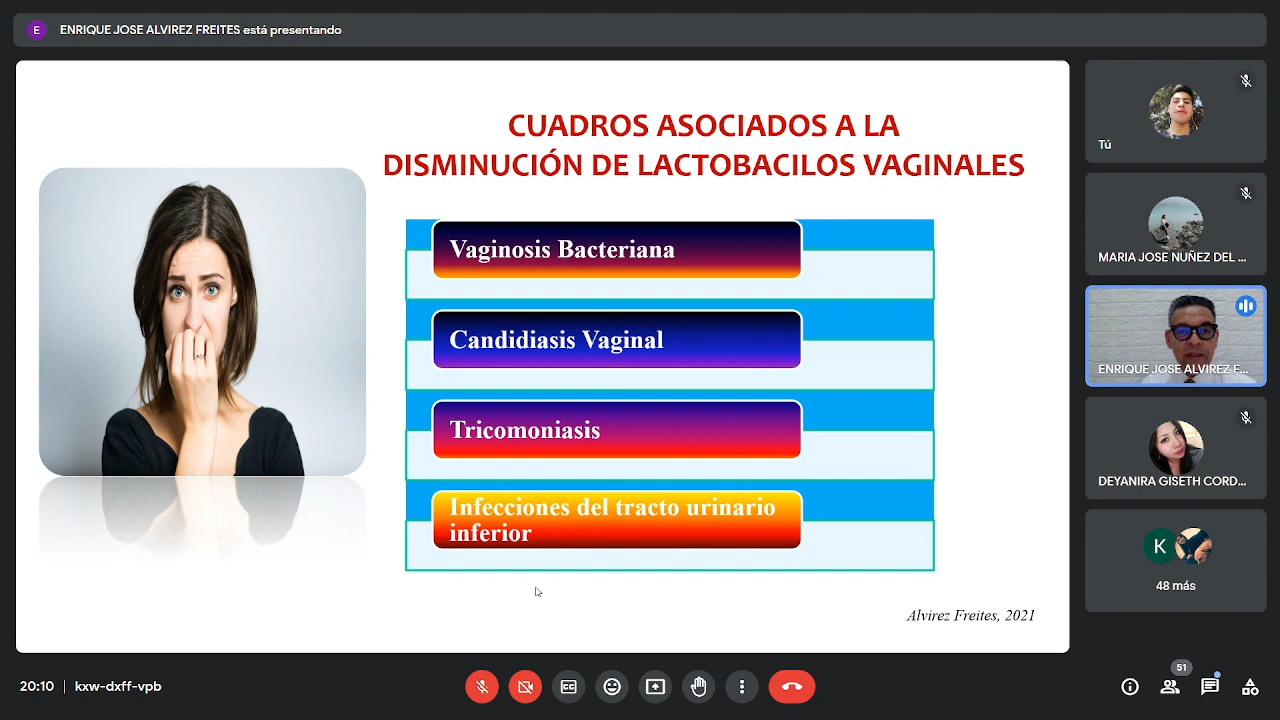 E
ENRIQUE JOSE ALVIREZ FREITES está presentando
CUADROS ASOCIADOS A LA
DISMINUCIÓN DE LACTOBACILOS VAGINALES
Vaginosis Bacteriana
Candidiasis Vaginal
Tricomoniasis
Infecciones del tracto urinario
inferior
Alvirez Freites, 2021
Tú
MARIA JOSE NUÑEZ DEL ...
ENRIQUE JOSE ALVIREZ F...
DEYANIRA GISETH CORD...
K
48 más
20:10 | kxw-dxff-vpb
CC
51